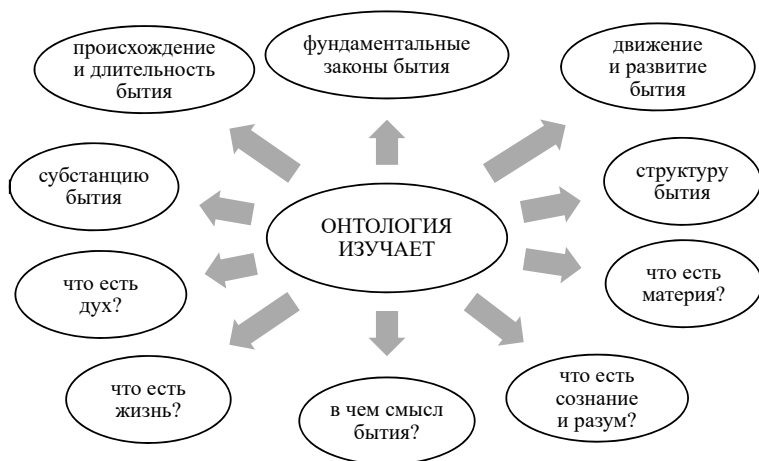 происхождение
и длительность
бытия
фундаментальные
законы бытия
движение
и развитие
бытия
субстанцию
бытия
ОНТОЛОГИЯ
ИЗУЧАЕТ
структуру
бытия
что есть
дух?
что есть
материя?
что есть
жизнь?
в чем смысл
бытия?
что есть
сознание
и разум?